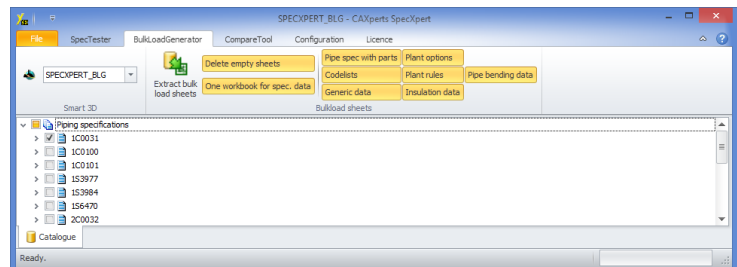 SPECXPERT_BLG - CAXperts SpecXpert
File SpecTester BulkLoadGenerator CompareTool Configuration Licence
SPECXPERT_BLG
Smart 3D
Extract bulk
load sheets
Delete empty sheets
One workbook for spec. data
Pipe spec with parts Plant options
Codelists Plant rules Pipe bending data
Generic data Insulation data
Bulkload sheets
Piping specifications
1C0031
1C0100
1C0101
1S3977
1S3984
1S6470
2C0032
Catalogue
Ready.